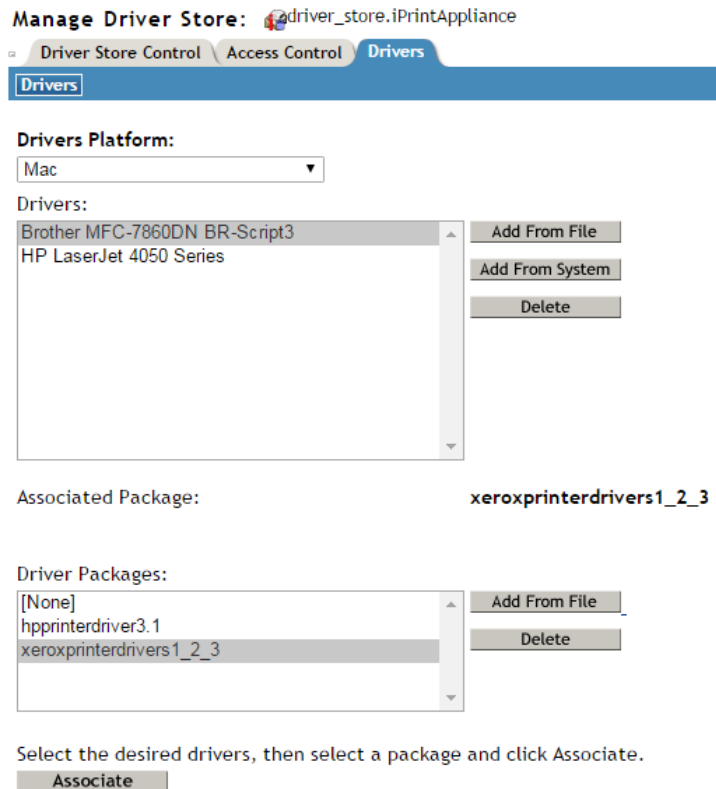 Manage Driver Store: driver_store.iPrintAppliance
Driver Store Control Access Control Drivers
Drivers
Drivers Platform:
Mac
Drivers:
Brother MFC-7860DN BR-Script3
HP LaserJet 4050 Series
Add From File
Add From System
Delete
Associated Package: xeroxprinterdrivers1_2_3
Driver Packages:
[None]
hpprinterdriver3.1
xeroxprinterdrivers1_2_3
Add From File
Delete
Select the desired drivers, then select a package and click Associate.
Associate